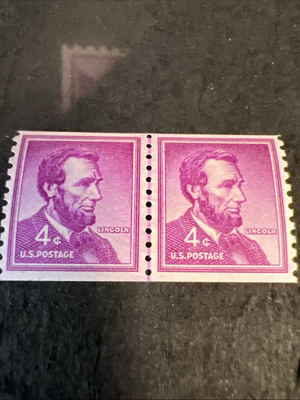 4¢
LINCOLN
U.S. POSTAGE
4¢
LINCOLN
U.S. POSTAGE